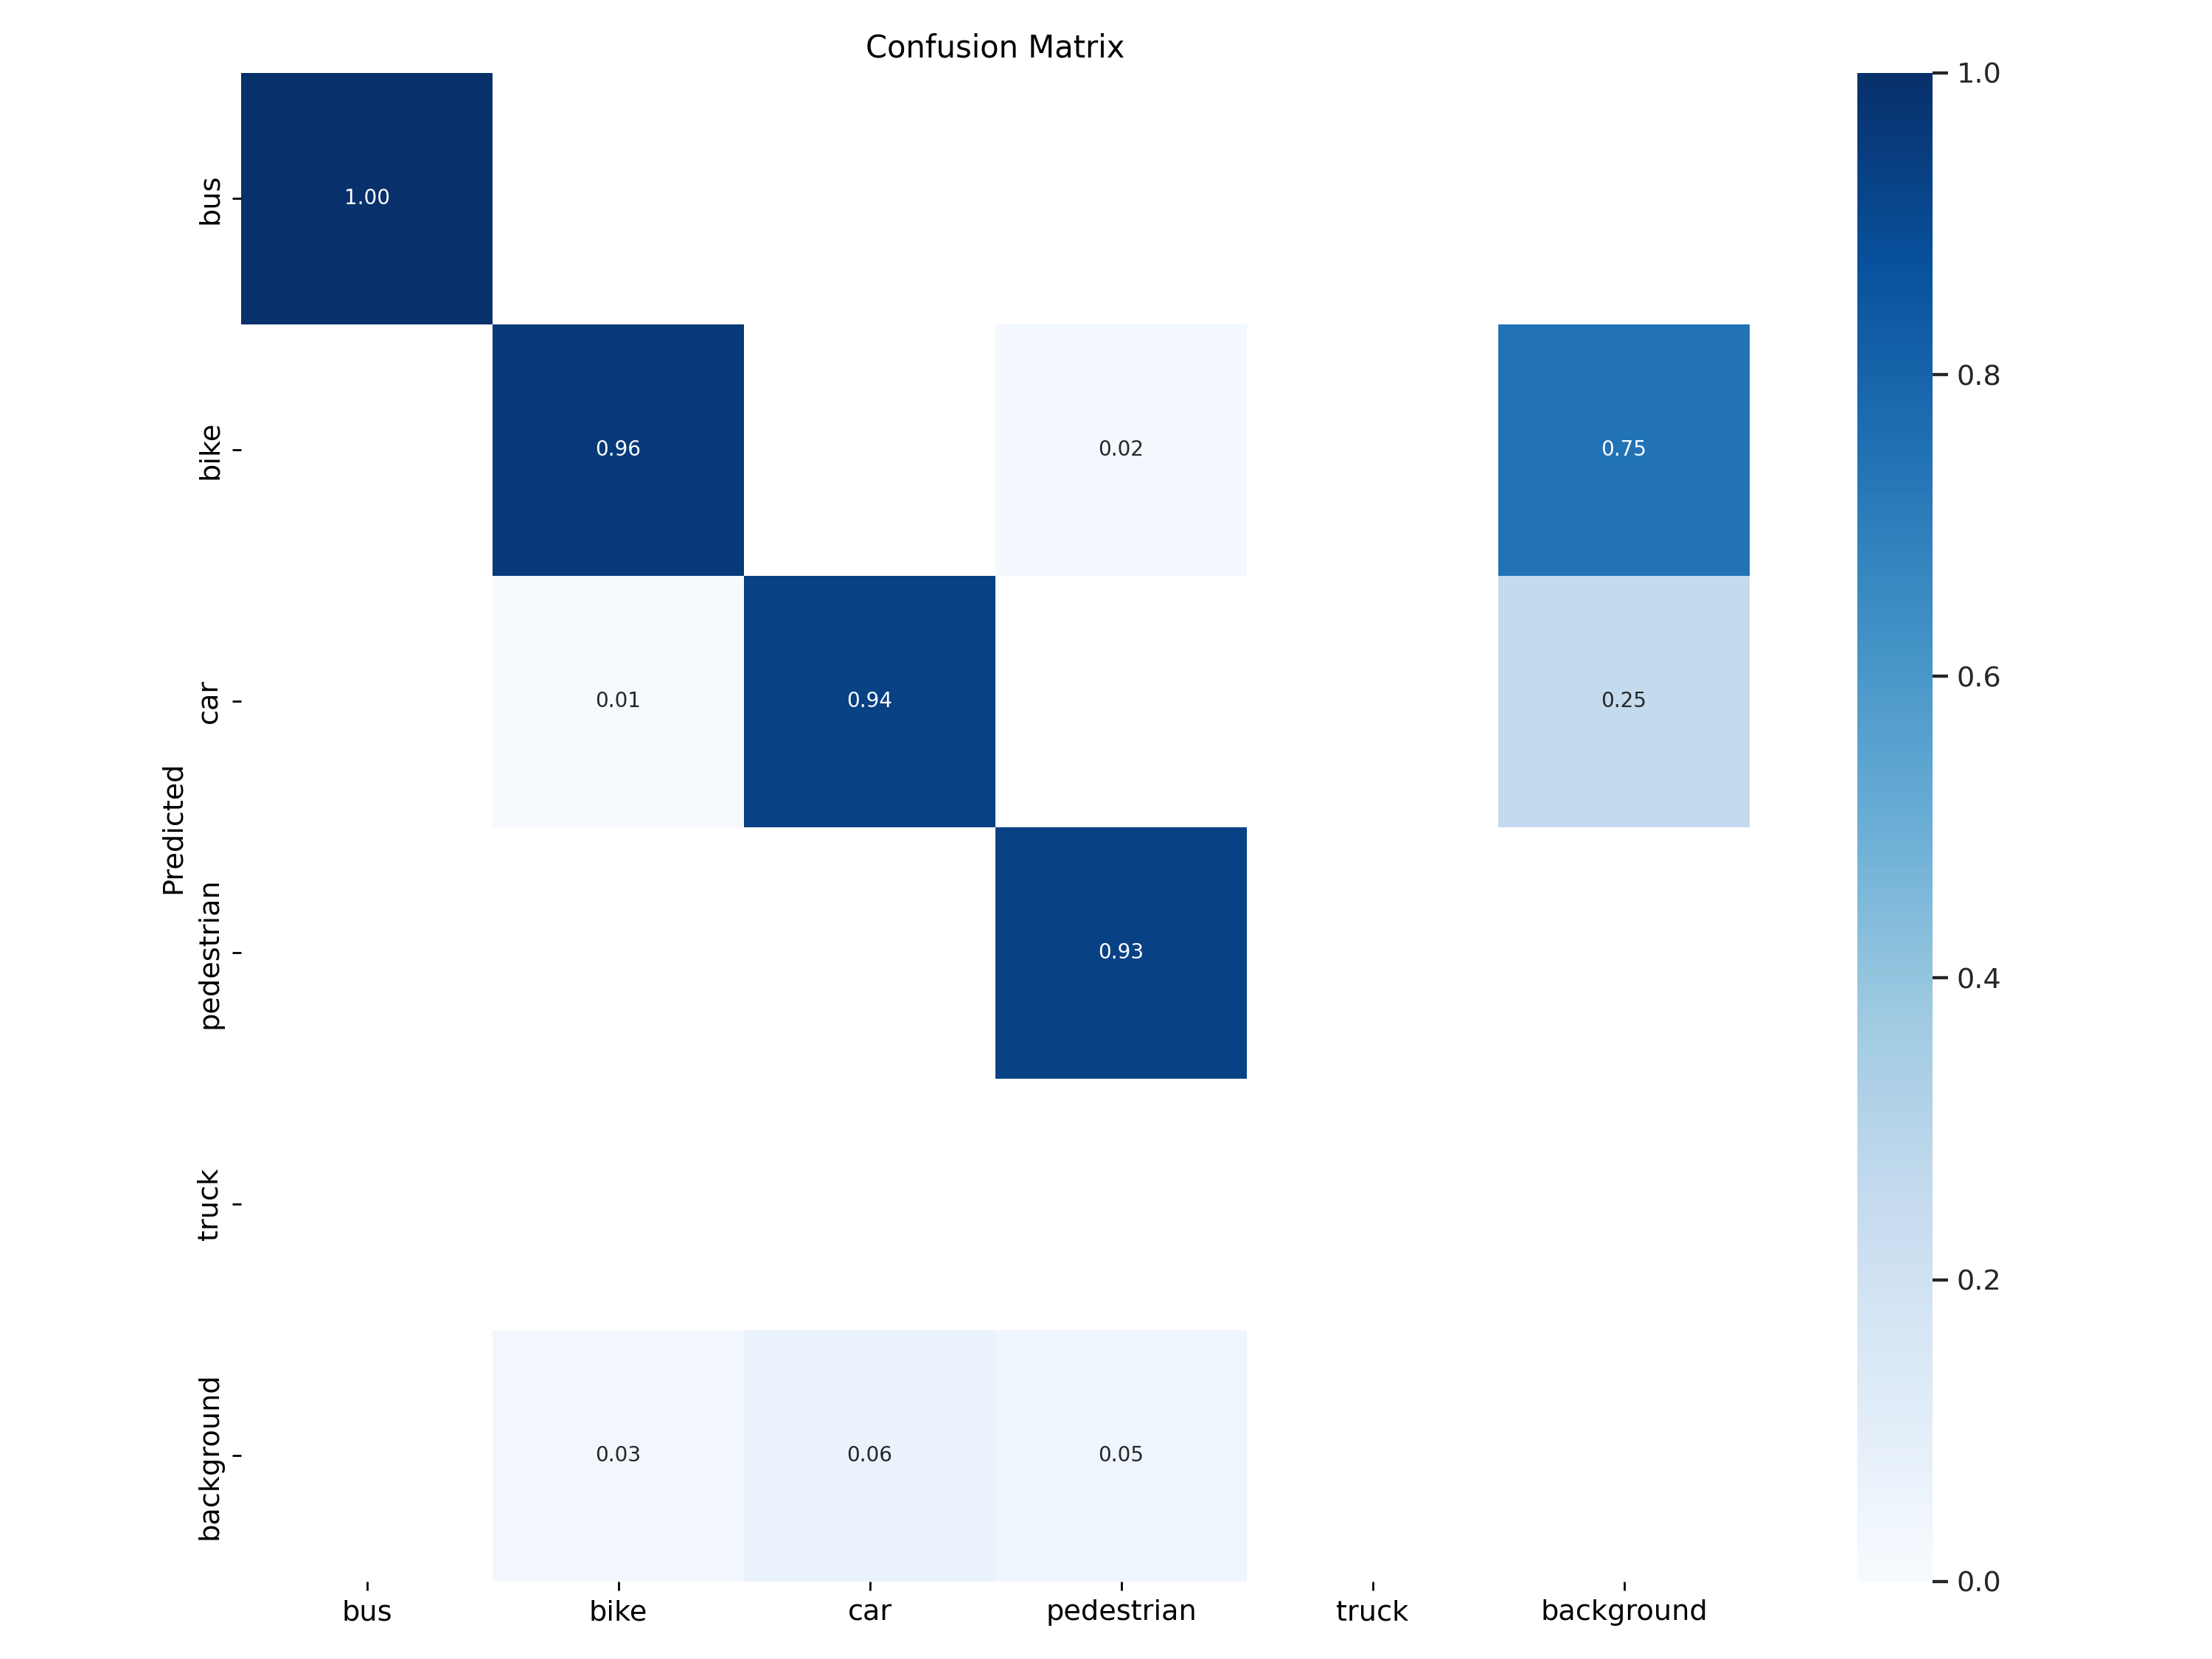 Confusion Matrix
1.0
bus
1.00
0.8
bike
0.96
0.02
0.75
car
0.01
0.94
0.25
0.6
Predicted
pedestrian
0.93
0.4
truck
0.2
background
0.03
0.06
0.05
0.0
bus
bike
car
pedestrian
truck
background